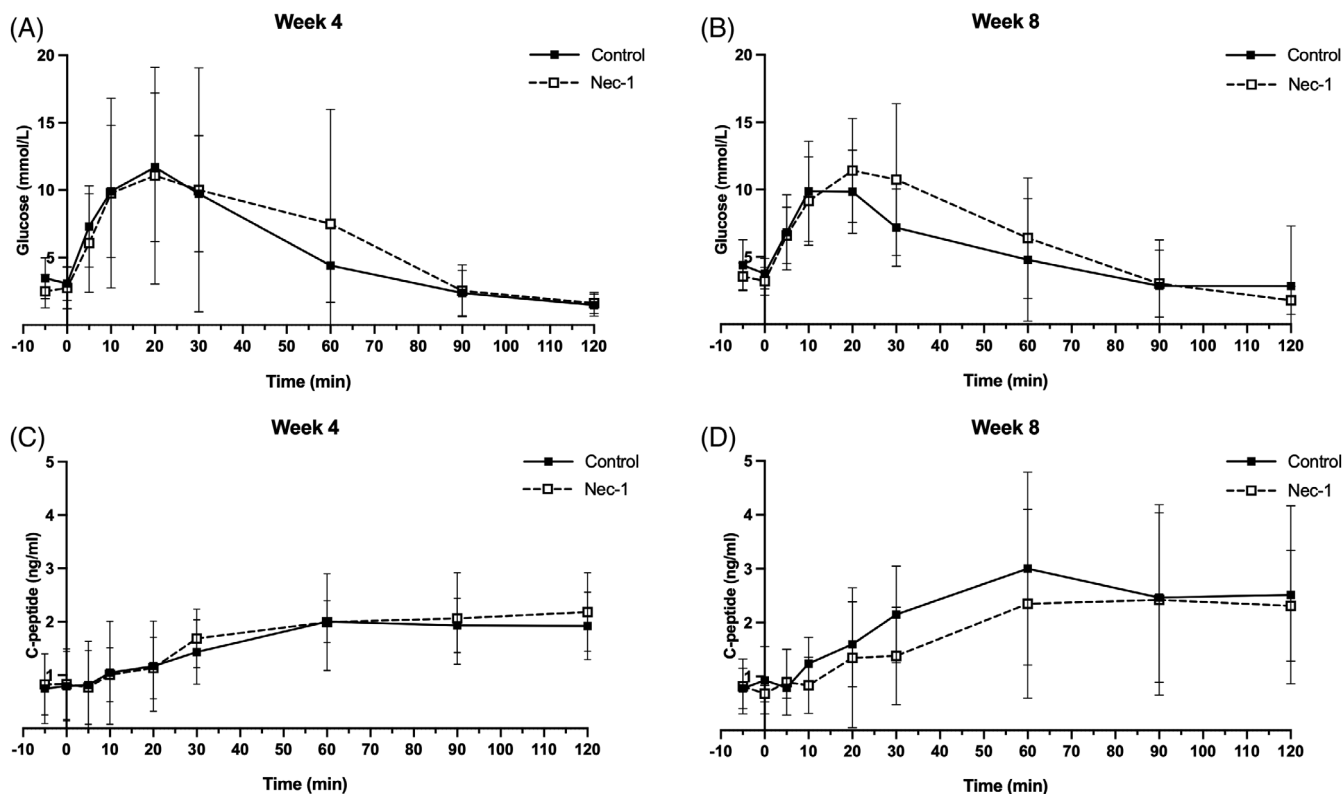 (A)
Week 4
Control
Nec-1
Glucose (mmol/L)
20
15
10
5
-10 0 10 20 30 40 50 60 70 80 90 100 110 120
Time (min)
(B)
Week 8
Control
Nec-1
Glucose (mmol/L)
20
15
10
5
-10 0 10 20 30 40 50 60 70 80 90 100 110 120
Time (min)
(C)
Week 4
Control
Nec-1
C-peptide (ng/ml)
5
4
3
2
1
-10 0 10 20 30 40 50 60 70 80 90 100 110 120
Time (min)
(D)
Week 8
Control
Nec-1
C-peptide (ng/ml)
5
4
3
2
1
-10 0 10 20 30 40 50 60 70 80 90 100 110 120
Time (min)